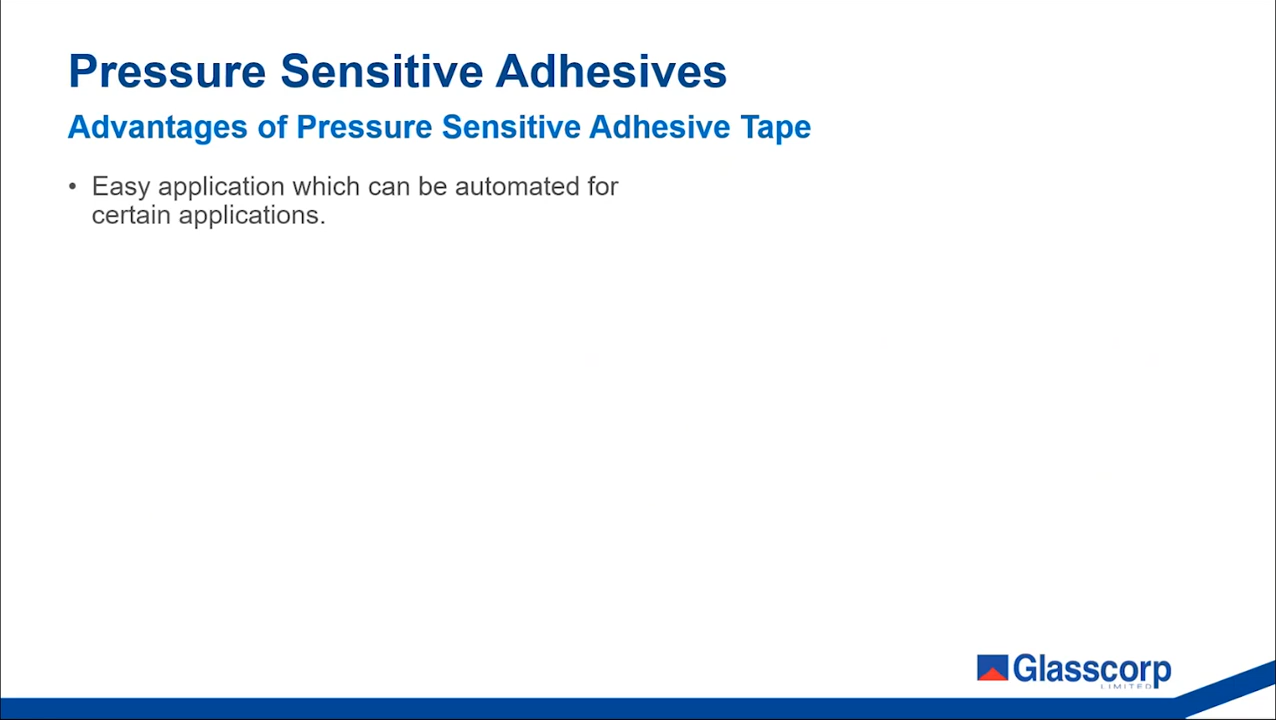 Pressure Sensitive Adhesives
Advantages of Pressure Sensitive Adhesive Tape
• Easy application which can be automated for
certain applications.
Glasscorp
LIMITED